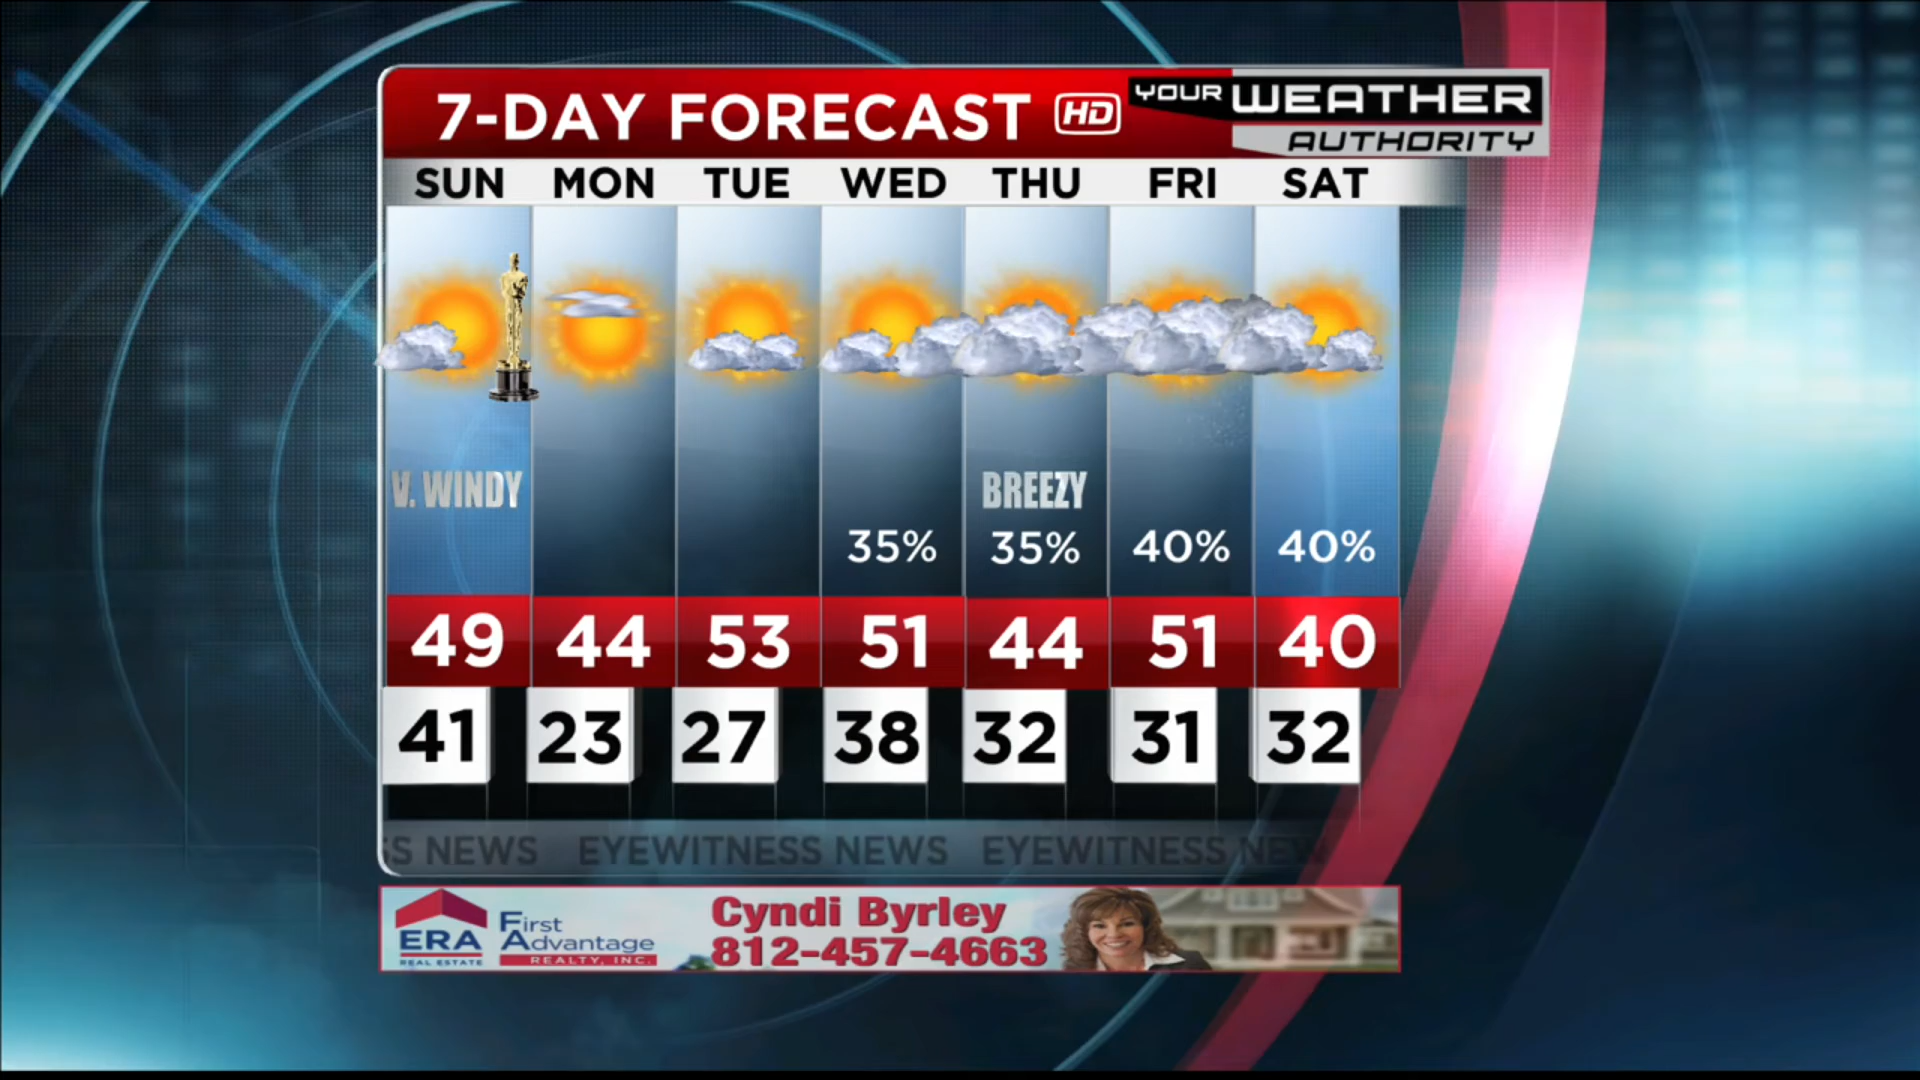 7-DAY FORECAST HD YOUR WEATHER
AUTHORITY
SUN MON TUE WED THU FRI SAT
V. WINDY BREEZY
35% 35% 40% 40%
49 44 53 51 44 51 40
41 23 27 38 32 31 32
S NEWS EYEWITNESS NEWS EYEWITNESS NEW
ERA
REAL ESTATE
First
Advantage
REALTY, INC.
Cyndi Byrley
812-457-4663